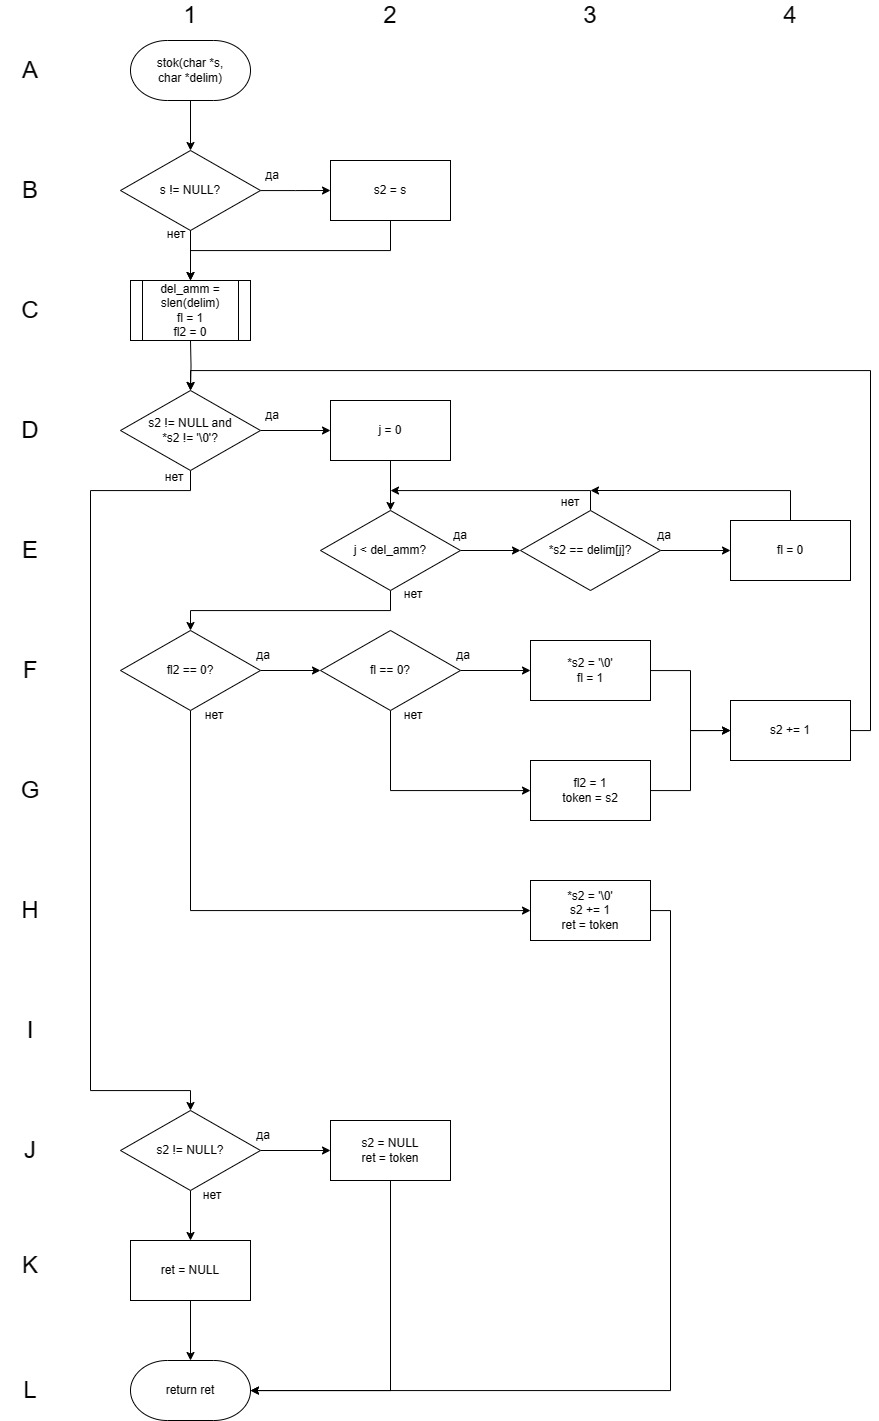 1 2 3 4
A
stok(char *s,
char *delim)
B
s != NULL?
да
s2 = s
нет
C
del_amm =
slen(delim)
fl = 1
fl2 = 0
D
s2 != NULL and
*s2 != '\0'?
да
j = 0
нет
E
j < del_amm?
да
нет
*s2 == delim[j]?
нет
да
fl = 0
F
fl2 == 0?
да
нет
fl == 0?
да
нет
*s2 = '\0'
fl = 1
s2 += 1
G
fl2 = 1
token = s2
H
*s2 = '\0'
s2 += 1
ret = token
I
J
s2 != NULL?
да
нет
s2 = NULL
ret = token
K
ret = NULL
L
return ret